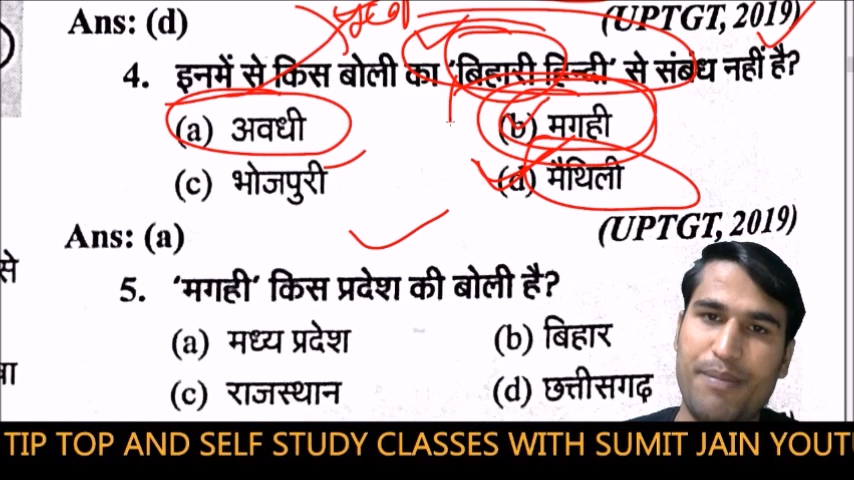 Ans: (d)
(UPTGT, 2019)
4. इनमें से किस बोली का 'बिहारी हिन्दी' से संबंध नहीं है?
(a) अवधी (b) मगही
(c) भोजपुरी (d) मैथिली
Ans: (a)
(UPTGT, 2019)
से
5. 'मगही' किस प्रदेश की बोली है?
(a) मध्य प्रदेश (b) बिहार
(c) राजस्थान (d) छत्तीसगढ़
TIP TOP AND SELF STUDY CLASSES WITH SUMIT JAIN YOUT